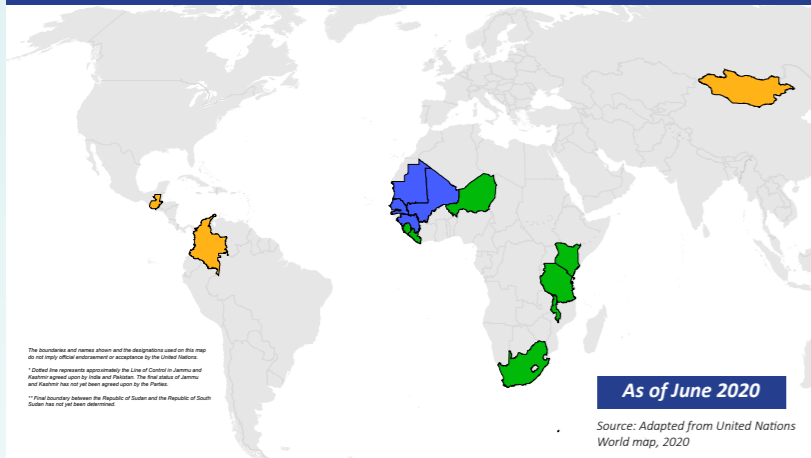 The boundaries and names shown and the designations used on this map
do not imply official endorsement or acceptance by the United Nations.
* Dotted line represents approximately the Line of Control in Jammu and
Kashmir agreed upon by India and Pakistan. The final status of Jammu
and Kashmir has not yet been agreed upon by the Parties.
** Final boundary between the Republic of Sudan and the Republic of South
Sudan has not yet been determined.
As of June 2020
Source: Adapted from United Nations
World map, 2020